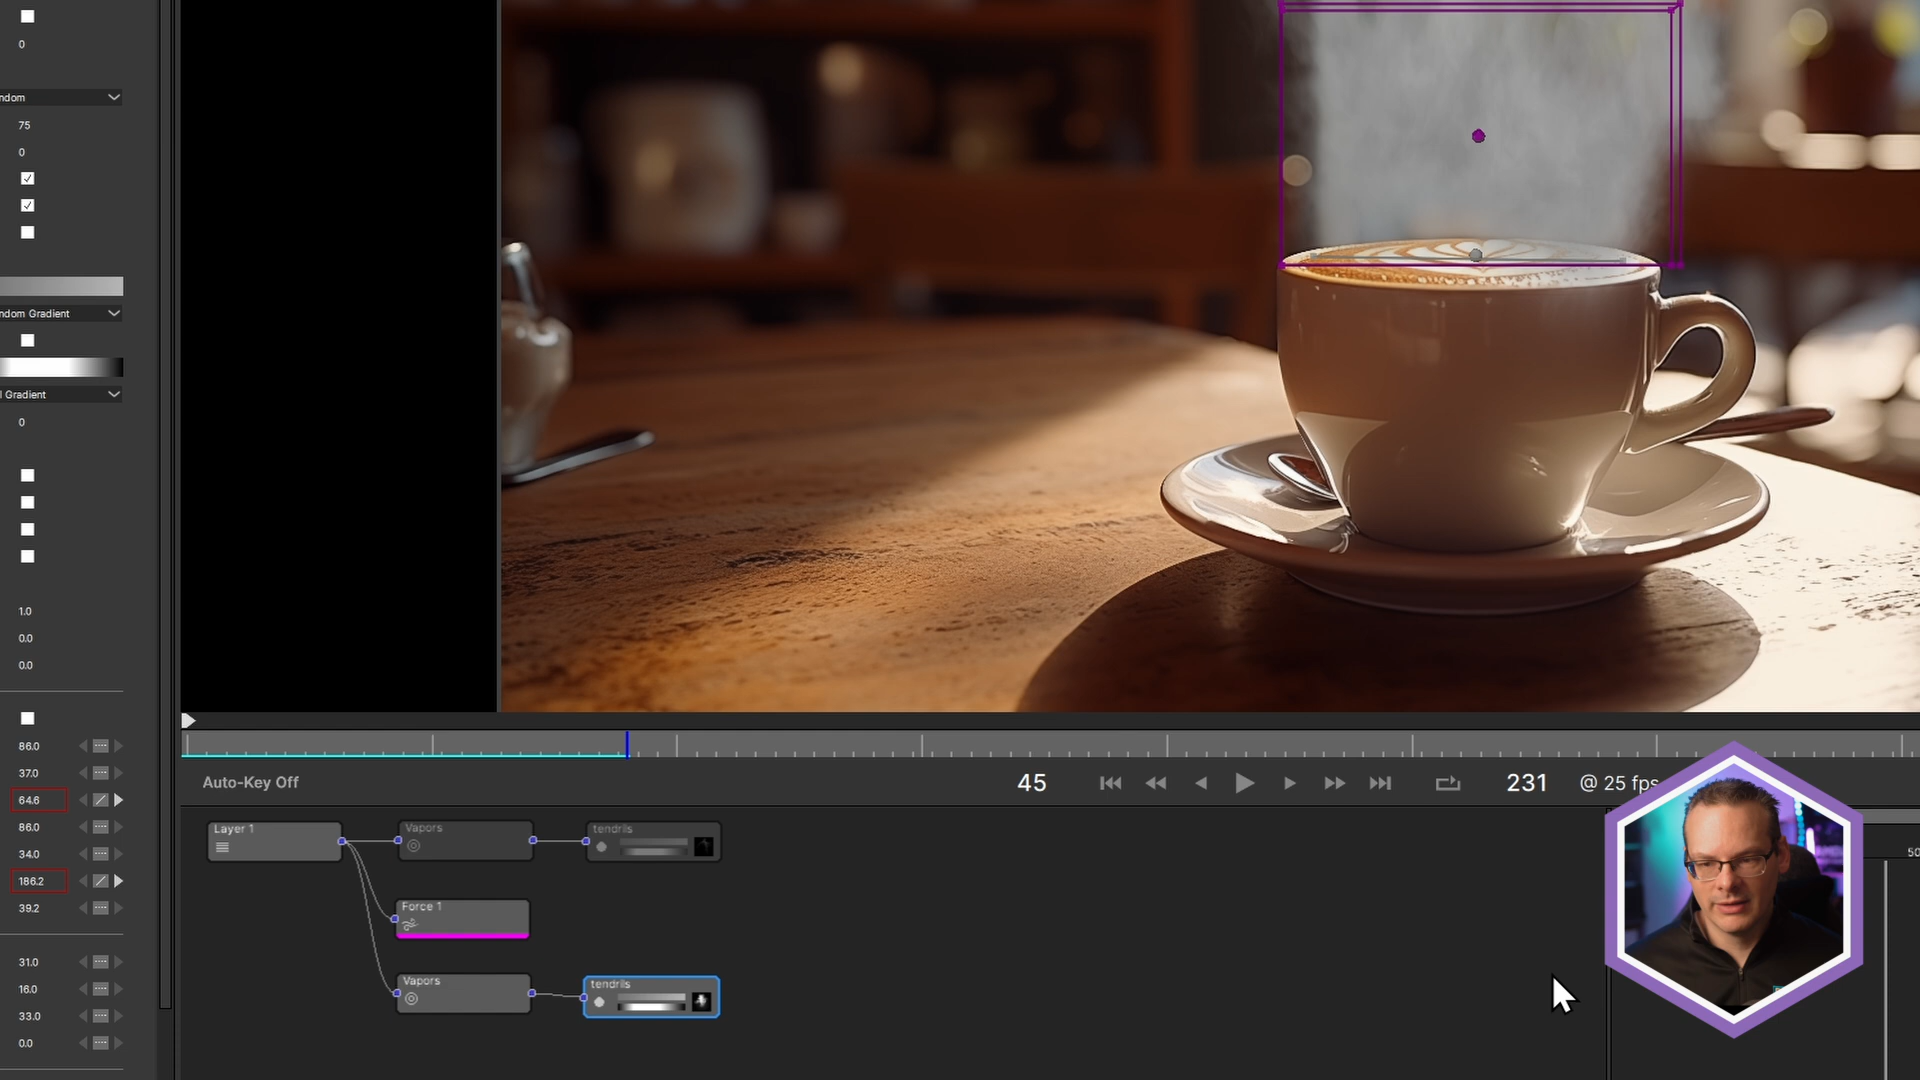 0
ndom
75
0
ndom Gradient
l Gradient
0
1.0
0.0
0.0
86.0
37.0
64.6
86.0
34.0
186.2
39.2
31.0
16.0
33.0
0.0
Auto-Key Off
45
231
@ 25 fps
50
Layer 1
Vapors
tendrils
Force 1
Vapors
tendrils